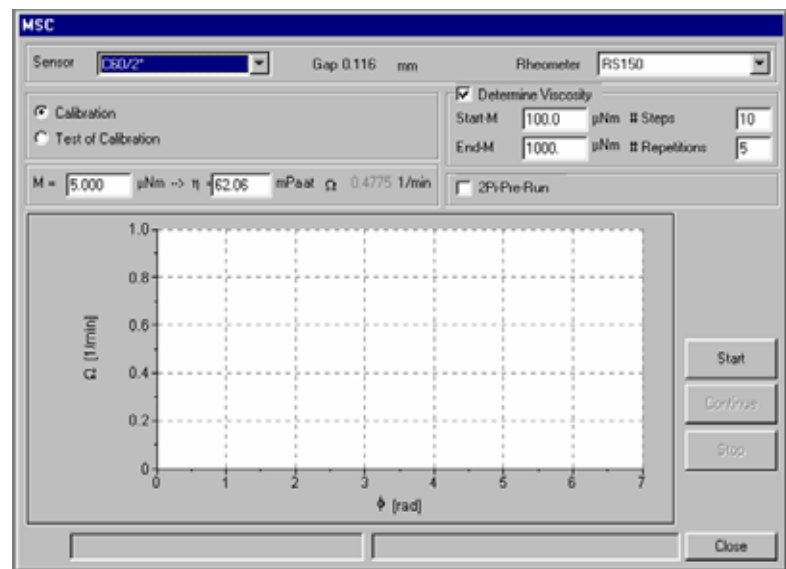 MSC
Sensor C60/2° Gap 0.116 mm Rheometer RS150
Calibration
Test of Calibration
Determine Viscosity
Start-M 100.0 µNm # Steps 10
End-M 1000. µNm # Repetitions 5
M = 5.000 µNm --> η = 62.06 mPaat Ω 0.4775 1/min
2Pi-Pre-Run
1.0
0.8
0.6
0.4
0.2
0
Ω [1/min]
0 1 2 3 4 5 6 7
ϕ [rad]
Start
Continue
Stop
Close